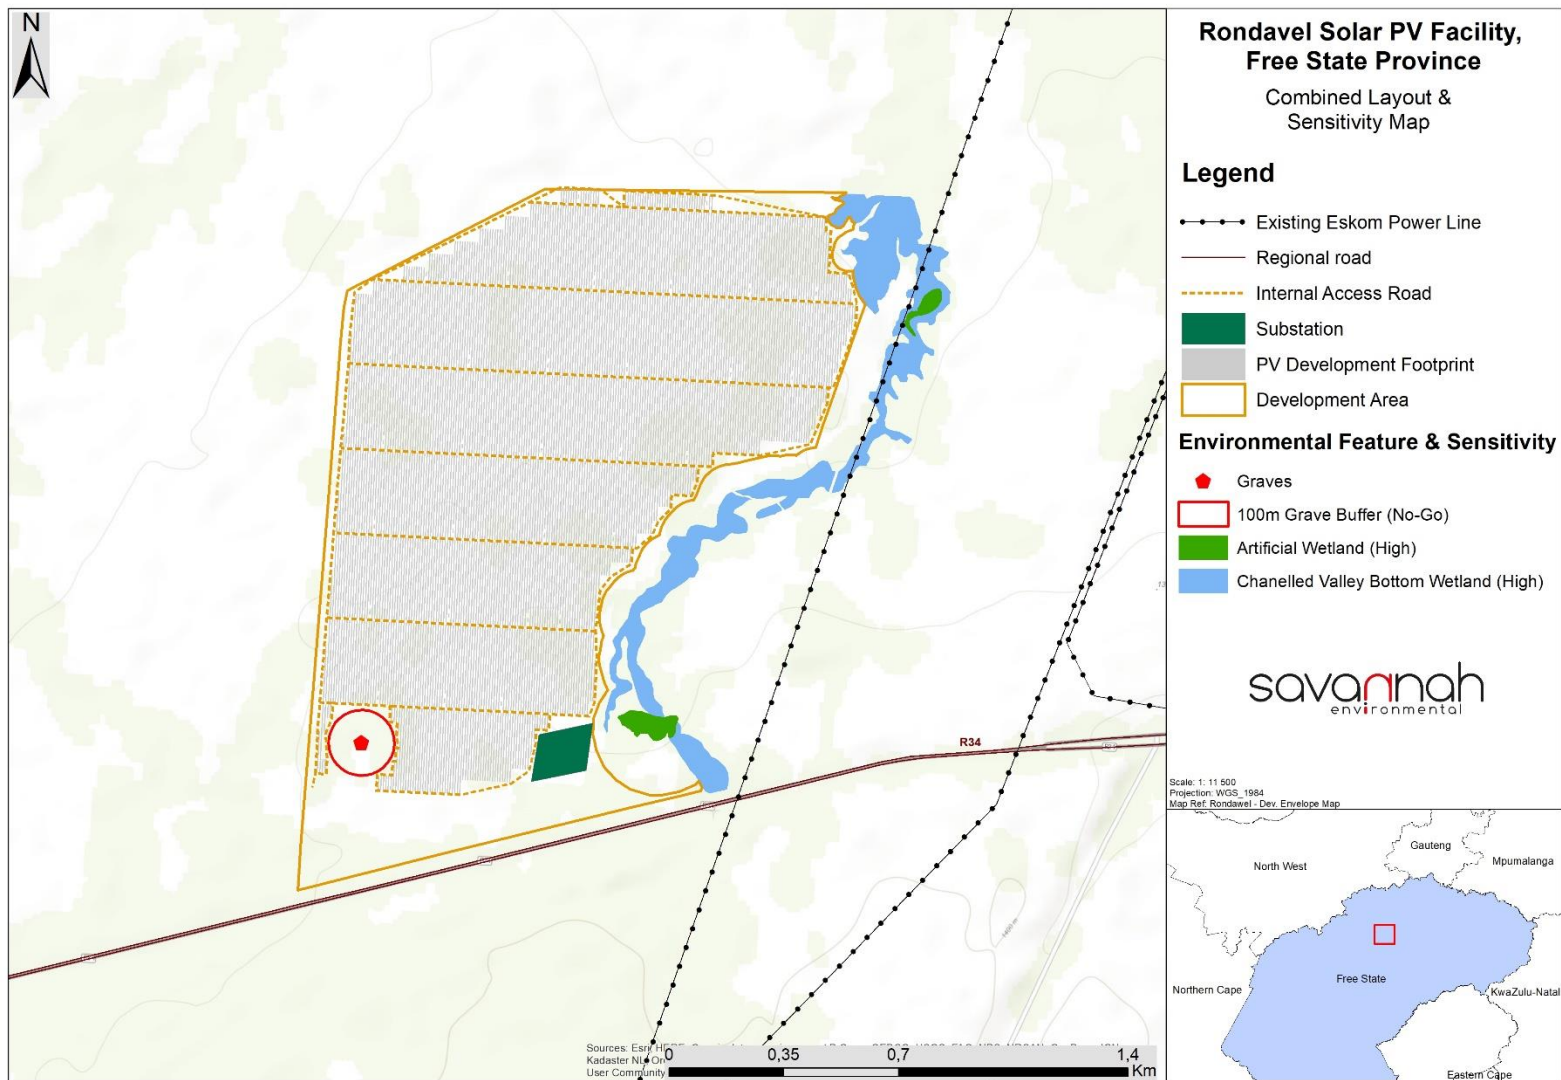 N
R34
Sources: Esri, HERE,
Kadaster NL,
User Community
0 0,35 0,7 1,4
Km
Rondavel Solar PV Facility,
Free State Province
Combined Layout &
Sensitivity Map
Legend
Existing Eskom Power Line
Regional road
Internal Access Road
Substation
PV Development Footprint
Development Area
Environmental Feature & Sensitivity
Graves
100m Grave Buffer (No-Go)
Artificial Wetland (High)
Chanelled Valley Bottom Wetland (High)
savannah
environmental
Scale: 1: 11 500
Projection: WGS_1984
Map Ref: Rondawel - Dev. Envelope Map
Gauteng
North West
Mpumalanga
Free State
Northern Cape
KwaZulu-Natal
Eastern Cape